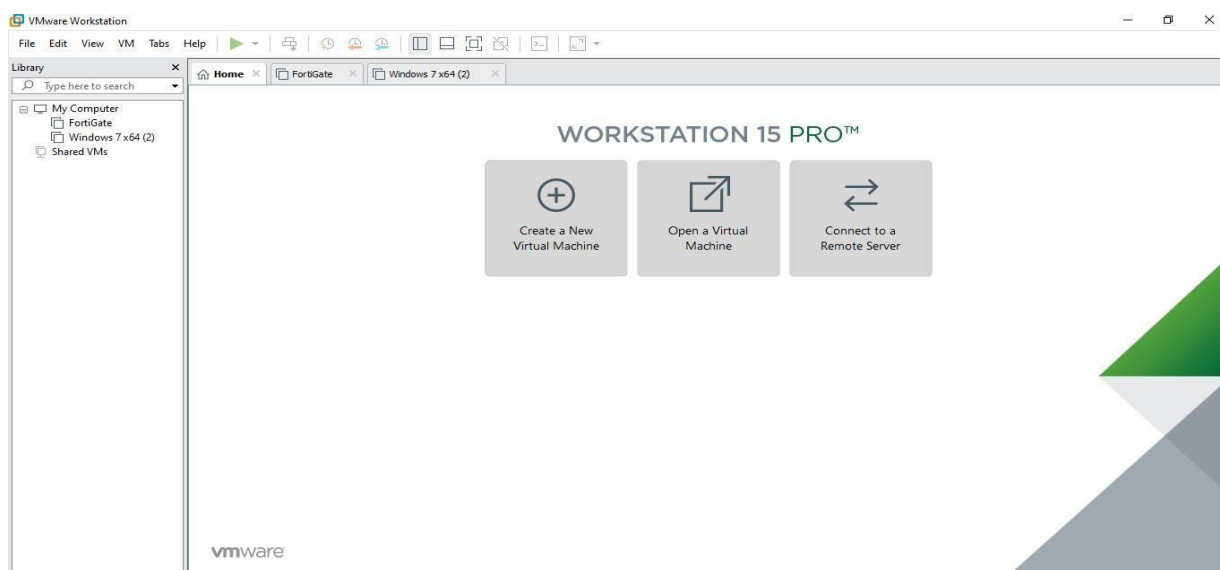 VMware Workstation
File Edit View VM Tabs Help
Library
Type here to search
My Computer
FortiGate
Windows 7 x64 (2)
Shared VMs
Home
FortiGate
Windows 7 x64 (2)
WORKSTATION 15 PRO™
Create a New
Virtual Machine
Open a Virtual
Machine
Connect to a
Remote Server
vmware